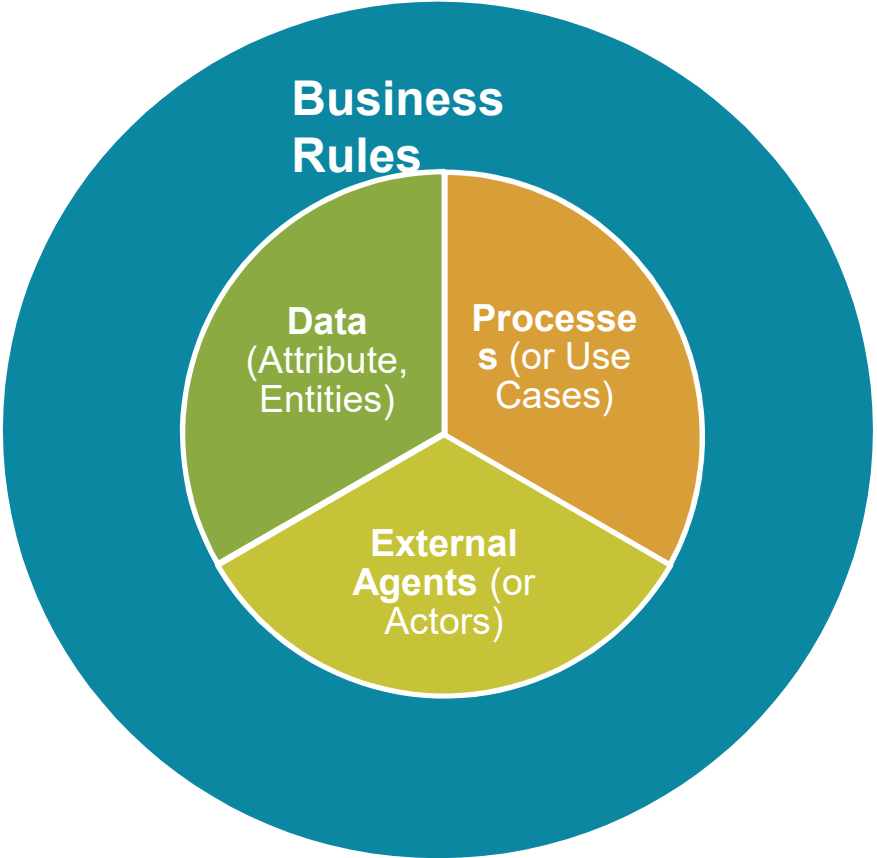 Business
Rules
Data
(Attribute,
Entities)
Processe
s (or Use
Cases)
External
Agents (or
Actors)